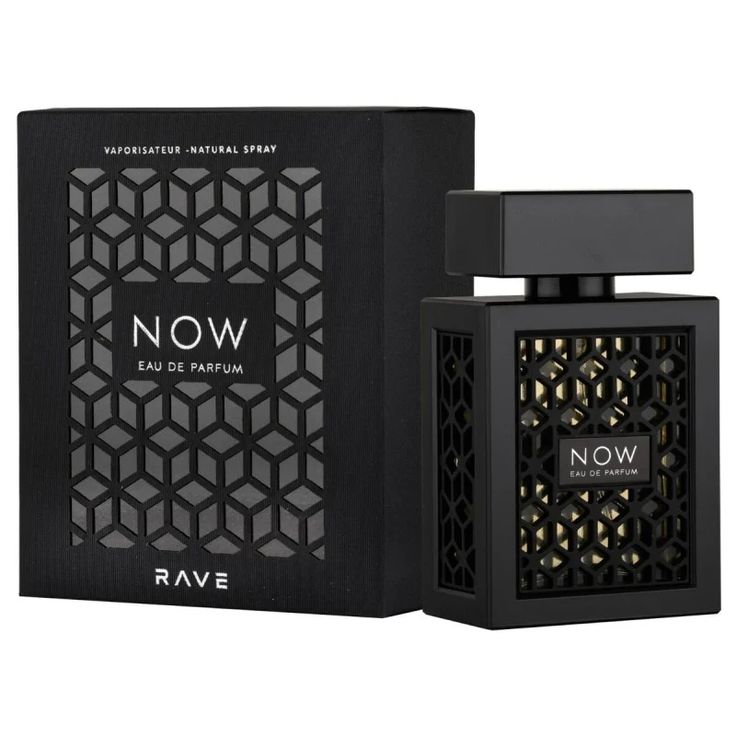 VAPORISATEUR -NATURAL SPRAY
NOW
EAU DE PARFUM
RAVE
NOW
EAU DE PARFUM